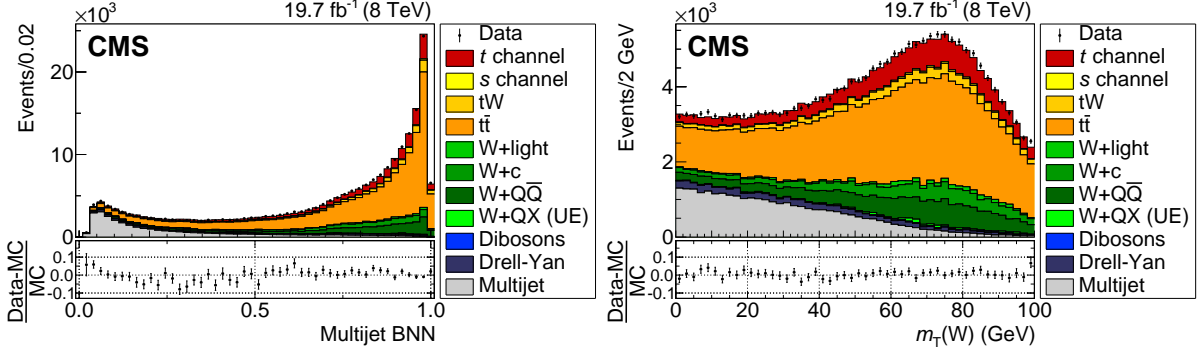 ×10³
19.7 fb⁻¹ (8 TeV)
CMS
Events/0.02
20
10
0
Data-MC
MC
0.1
0.0
-0.1
0.0
0.5
1.0
Multijet BNN
Data
t channel
s channel
tW
tt̄
W+light
W+c
W+QQ̄
W+QX (UE)
Dibosons
Drell-Yan
Multijet
×10³
19.7 fb⁻¹ (8 TeV)
CMS
Events/2 GeV
4
2
0
Data-MC
MC
0.1
0.0
-0.1
0
20
40
60
80
100
m_T(W) (GeV)
Data
t channel
s channel
tW
tt̄
W+light
W+c
W+QQ̄
W+QX (UE)
Dibosons
Drell-Yan
Multijet